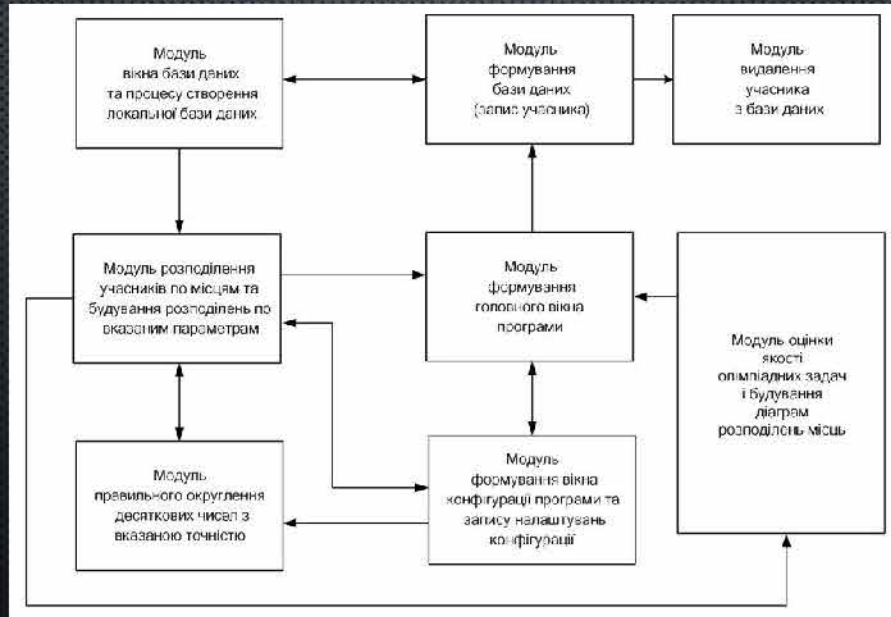 Модуль
вікна бази даних
та процесу створення
локальної бази даних
Модуль
формування
бази даних
(запис учасника)
Модуль
видалення
учасника
з бази даних
Модуль розподілення
учасників по місцям та
будування розподілень по
вказаним параметрам
Модуль
формування
головного вікна
програми
Модуль оцінки
якості
олімпіадних задач
і будування
діаграм
розподілень місць
Модуль
правильного округлення
десяткових чисел з
вказаною точністю
Модуль
формування вікна
конфігурації програми та
запису налаштувань
конфігурації